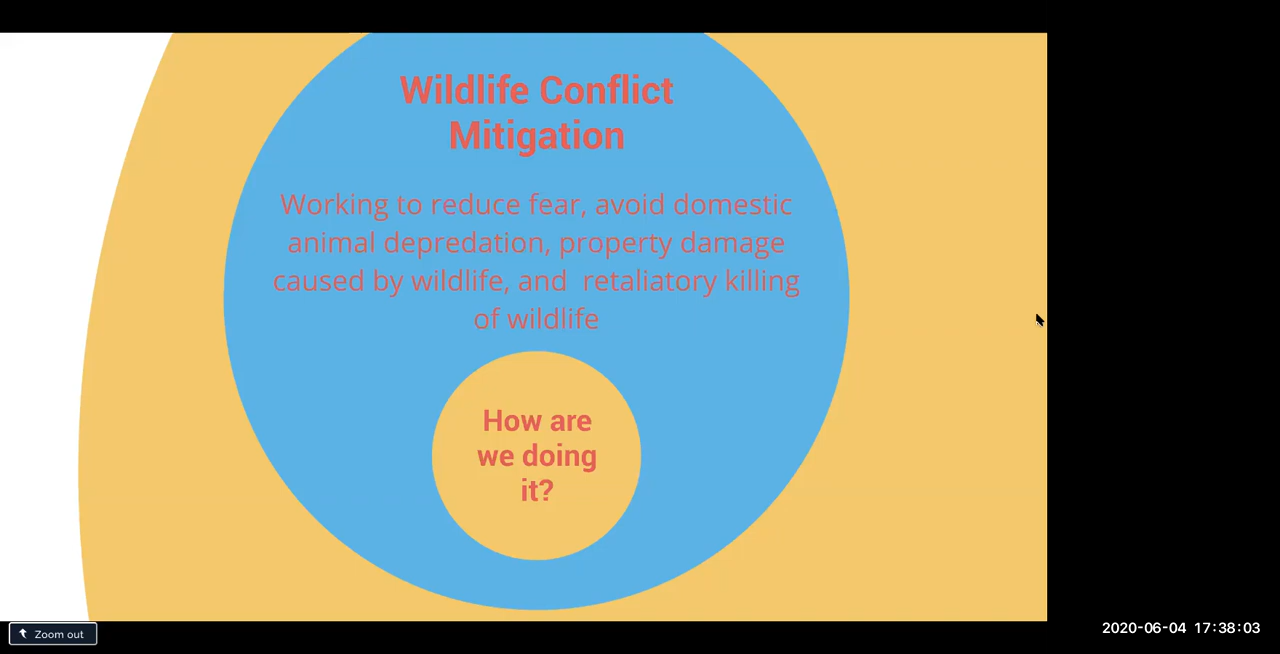 Wildlife Conflict
Mitigation
Working to reduce fear, avoid domestic
animal depredation, property damage
caused by wildlife, and  retaliatory killing
of wildlife
How are
we doing
it?
Zoom out
2020-06-04 17:38:03